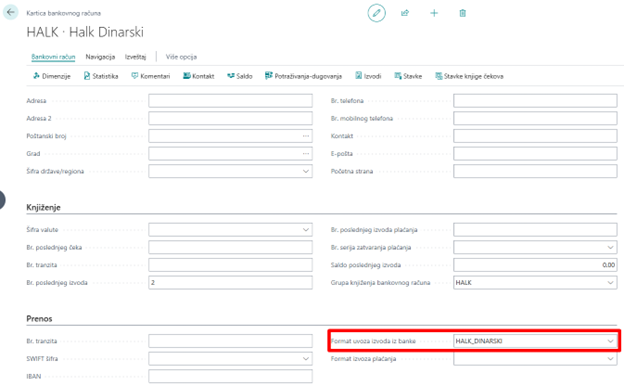 Kartica bankovnog računa
HALK · Halk Dinarski
Bankovni račun Navigacija Izveštaj Više opcija
Dimenzije Statistika Komentari Kontakt Saldo Potraživanja-dugovanja Izvodi Stavke Stavke knjige čekova
Adresa Br. telefona
Adresa 2 Br. mobilnog telefona
Poštanski broj Kontakt
Grad E-pošta
Šifra države/regiona Početna strana
Knjiženje
Šifra valute Br. poslednjeg izvoda plaćanja
Br. poslednjeg čeka Br. serija zatvaranja plaćanja
Br. tranzita Saldo poslednjeg izvoda 0,00
Br. poslednjeg izvoda 2 Grupa knjiženja bankovnog računa HALK
Prenos
Br. tranzita Format uvoza izvoda iz banke HALK_DINARSKI
SWIFT šifra Format izvoza plaćanja
IBAN